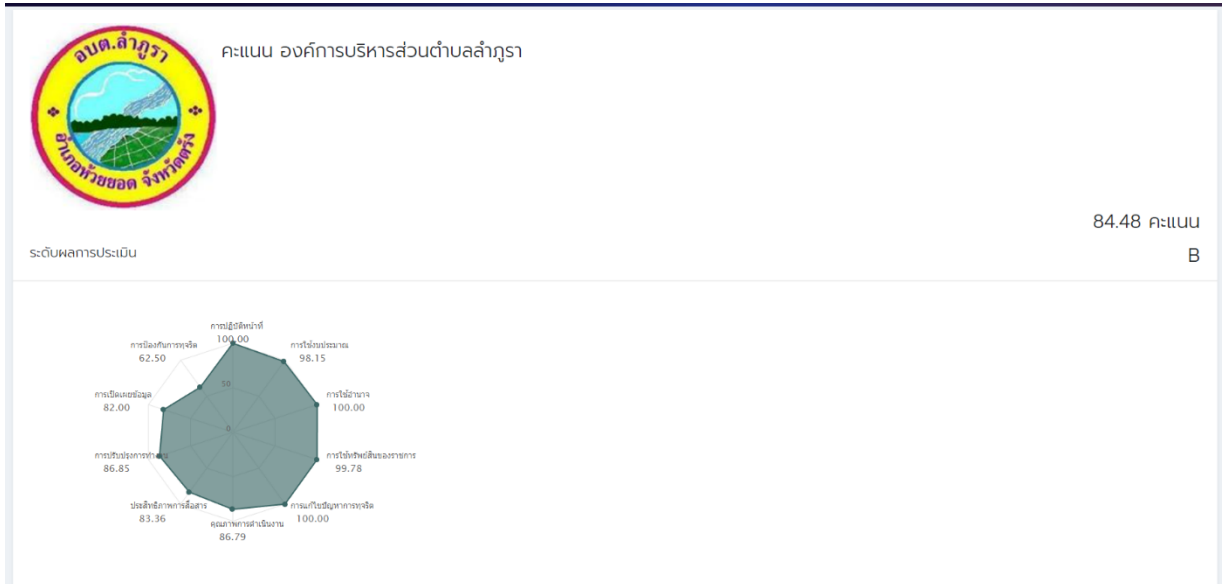 อบต.ลำภูรา
อำเภอห้วยยอด จังหวัดตรัง
คะแนน องค์การบริหารส่วนตำบลลำภูรา
84.48 คะแนน
ระดับผลการประเมิน
B
การปฏิบัติหน้าที่
100.00
การใช้งบประมาณ
98.15
การใช้อำนาจ
100.00
การใช้ทรัพย์สินของราชการ
99.78
การแก้ไขปัญหาการทุจริต
100.00
คุณภาพการดำเนินงาน
86.79
ประสิทธิภาพการสื่อสาร
83.36
การปรับปรุงการทำงาน
86.85
การเปิดเผยข้อมูล
82.00
การป้องกันการทุจริต
62.50
50
0